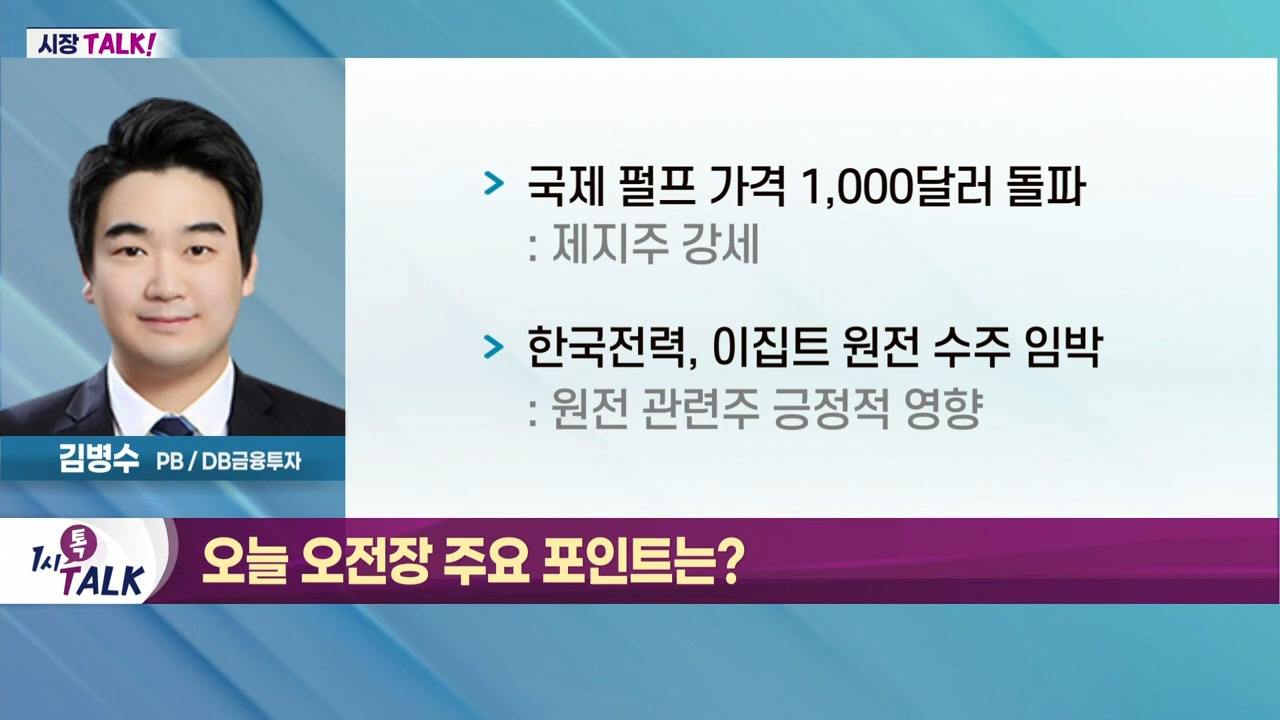 시장 TALK!
> 국제 펄프 가격 1,000달러 돌파
: 제지주 강세
> 한국전력, 이집트 원전 수주 임박
: 원전 관련주 긍정적 영향
김병수 PB / DB금융투자
1시 톡 TALK
오늘 오전장 주요 포인트는?